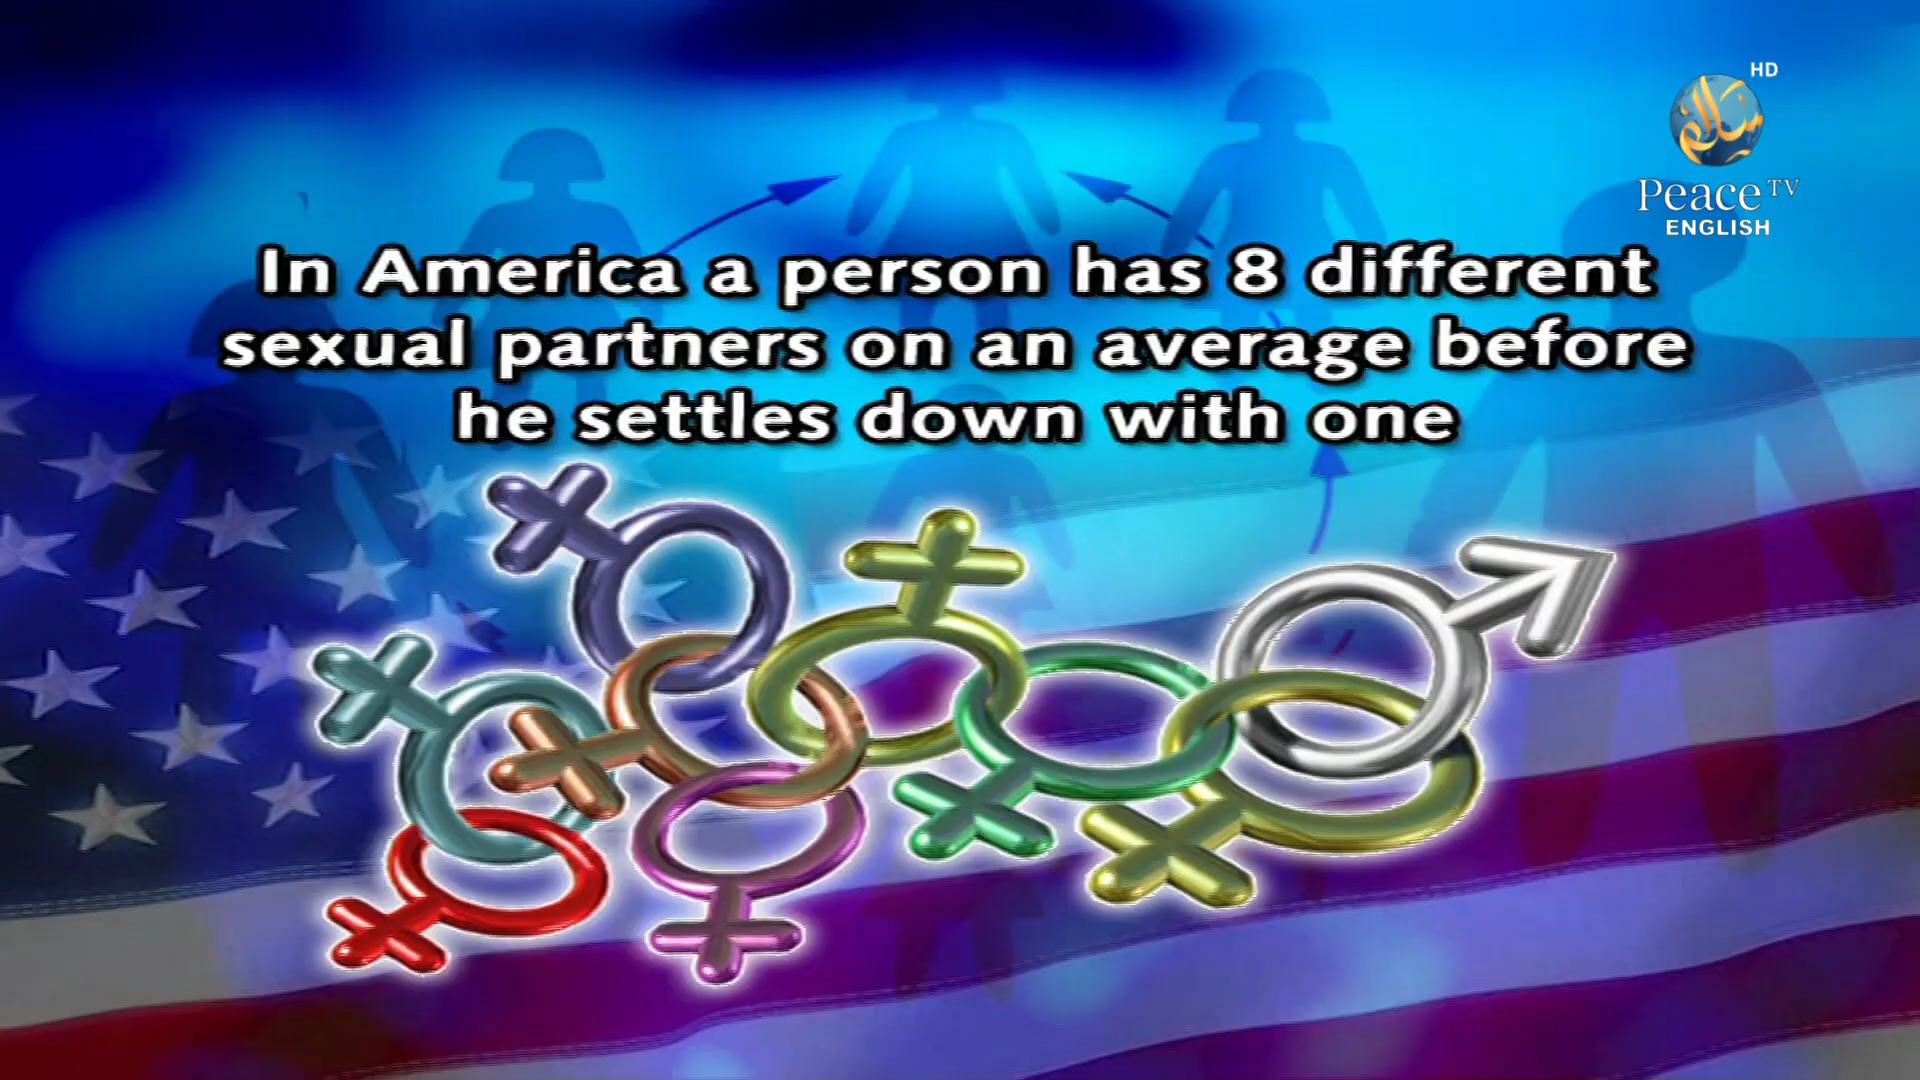 HD
سلام
Peace TV
ENGLISH
In America a person has 8 different
sexual partners on an average before
he settles down with one